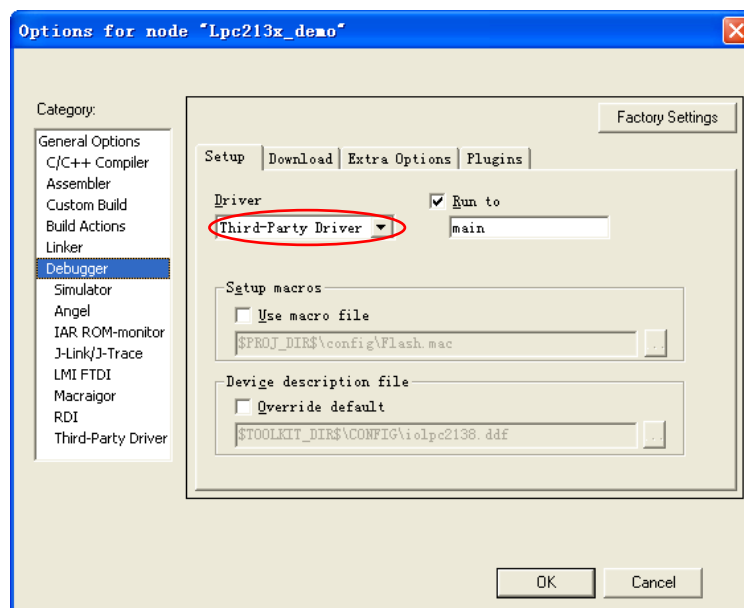 Options for node "Lpc213x_demo"
Category:
Factory Settings
General Options
C/C++ Compiler
Assembler
Custom Build
Build Actions
Linker
Debugger
Simulator
Angel
IAR ROM-monitor
J-Link/J-Trace
LMI FTDI
Macraigor
RDI
Third-Party Driver
Setup Download Extra Options Plugins
Driver
Run to
Third-Party Driver
main
Setup macros
Use macro file
$PROJ_DIR$\config\Flash.mac
...
Device description file
Override default
$TOOLKIT_DIR$\CONFIG\iolpc2138.ddf
...
OK Cancel